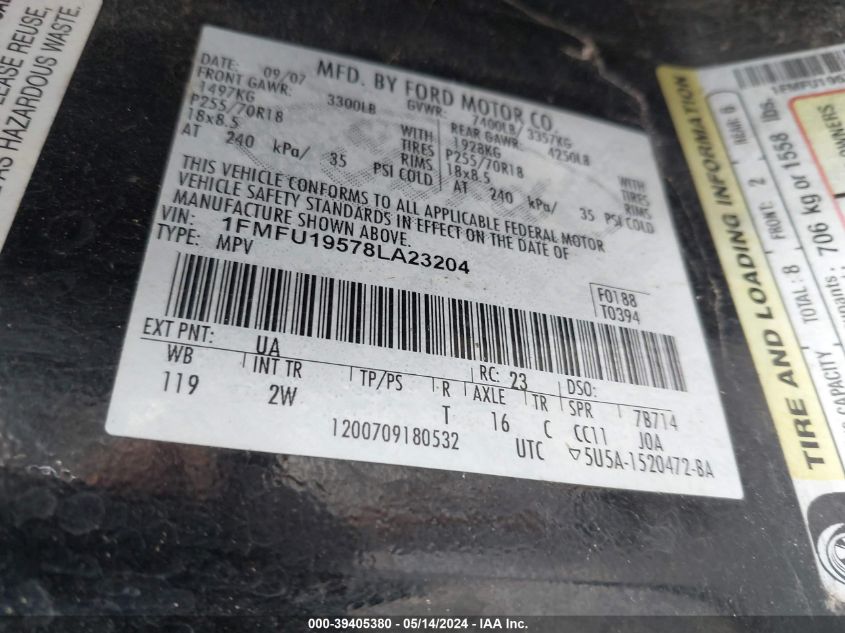 EASE REUSE,
AS HAZARDOUS WASTE.
MFD. BY FORD MOTOR CO.
DATE: 09/07 GVWR: 7400LB/ 3357KG
FRONT GAWR: 3300LB REAR GAWR: 4250LB
1497KG WITH 1928KG WITH
P255/70R18 TIRES P255/70R18 TIRES
18x8.5 RIMS 18x8.5 RIMS
AT 240 kPa/ 35 PSI COLD AT 240 kPa/ 35 PSI COLD
THIS VEHICLE CONFORMS TO ALL APPLICABLE FEDERAL MOTOR
VEHICLE SAFETY STANDARDS IN EFFECT ON THE DATE OF
MANUFACTURE SHOWN ABOVE.
VIN: 1FMFU19578LA23204
TYPE: MPV
F0188
T0394
EXT PNT: UA RC: 23 DSO:
WB INT TR TP/PS R AXLE TR SPR 7B714
119 2W T 16 C CC11 J0A
1200709180532 UTC 5U5A-1520472-BA
TIRE AND LOADING INFORMATION
TOTAL: 8 FRONT: 2 REAR: 6
706 kg or 1558 lbs.
CAPACITY
OWNERS
000-39405380 - 05/14/2024 - IAA Inc.